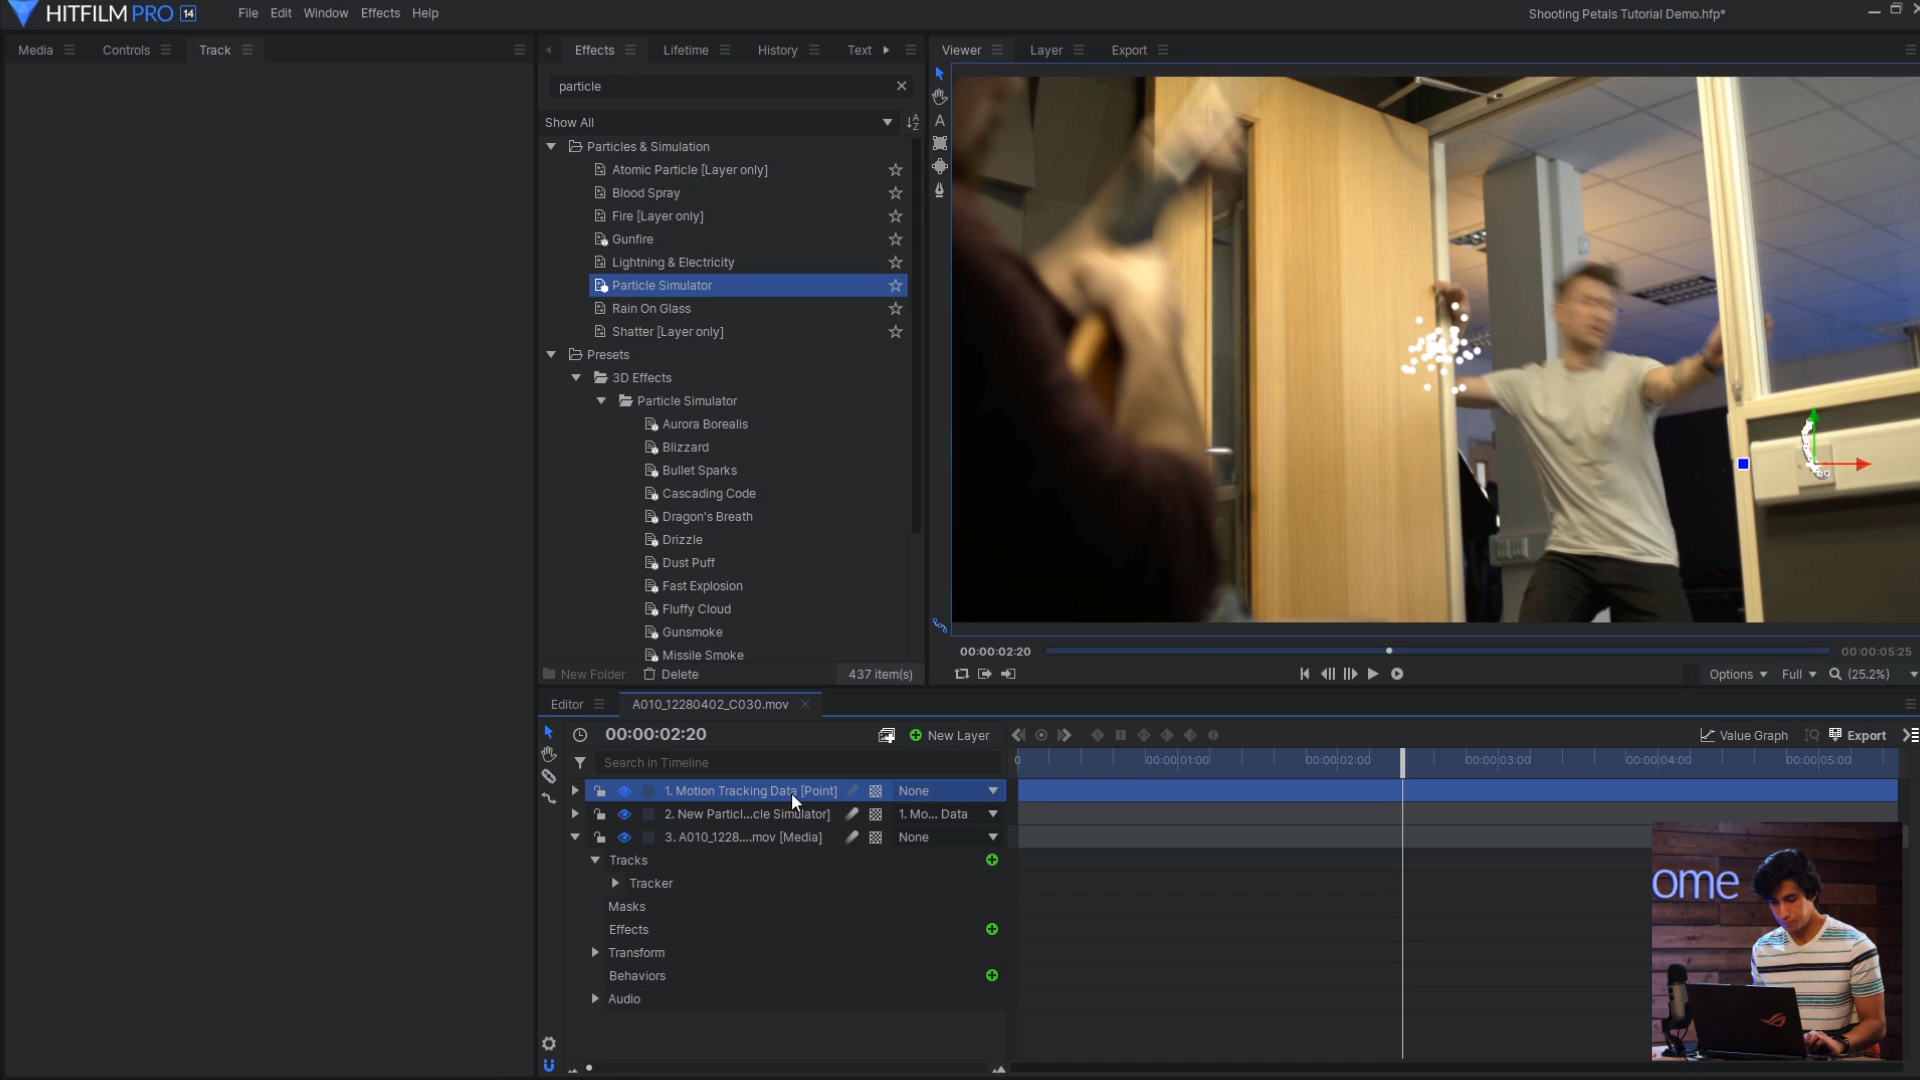 HITFILM PRO 14 File Edit Window Effects Help Shooting Petals Tutorial Demo.hfp*
Media Controls Track Effects Lifetime History Text Viewer Layer Export
particle
Show All
Particles & Simulation
Atomic Particle [Layer only]
Blood Spray
Fire [Layer only]
Gunfire
Lightning & Electricity
Particle Simulator
Rain On Glass
Shatter [Layer only]
Presets
3D Effects
Particle Simulator
Aurora Borealis
Blizzard
Bullet Sparks
Cascading Code
Dragon's Breath
Drizzle
Dust Puff
Fast Explosion
Fluffy Cloud
Gunsmoke
Missile Smoke
New Folder Delete 437 item(s)
00:00:02:20 00:00:05:25
Options Full (25.2%)
Editor A010_12280402_C030.mov
00:00:02:20 New Layer Value Graph Export
Search in Timeline 0 00:00:01:00 00:00:02:00 00:00:03:00 00:00:04:00 00:00:05:00
1. Motion Tracking Data [Point] None
2. New Particl...cle Simulator] 1. Mo... Data
3. A010_1228....mov [Media] None
Tracks
Tracker
Masks
Effects
Transform
Behaviors
Audio
ome